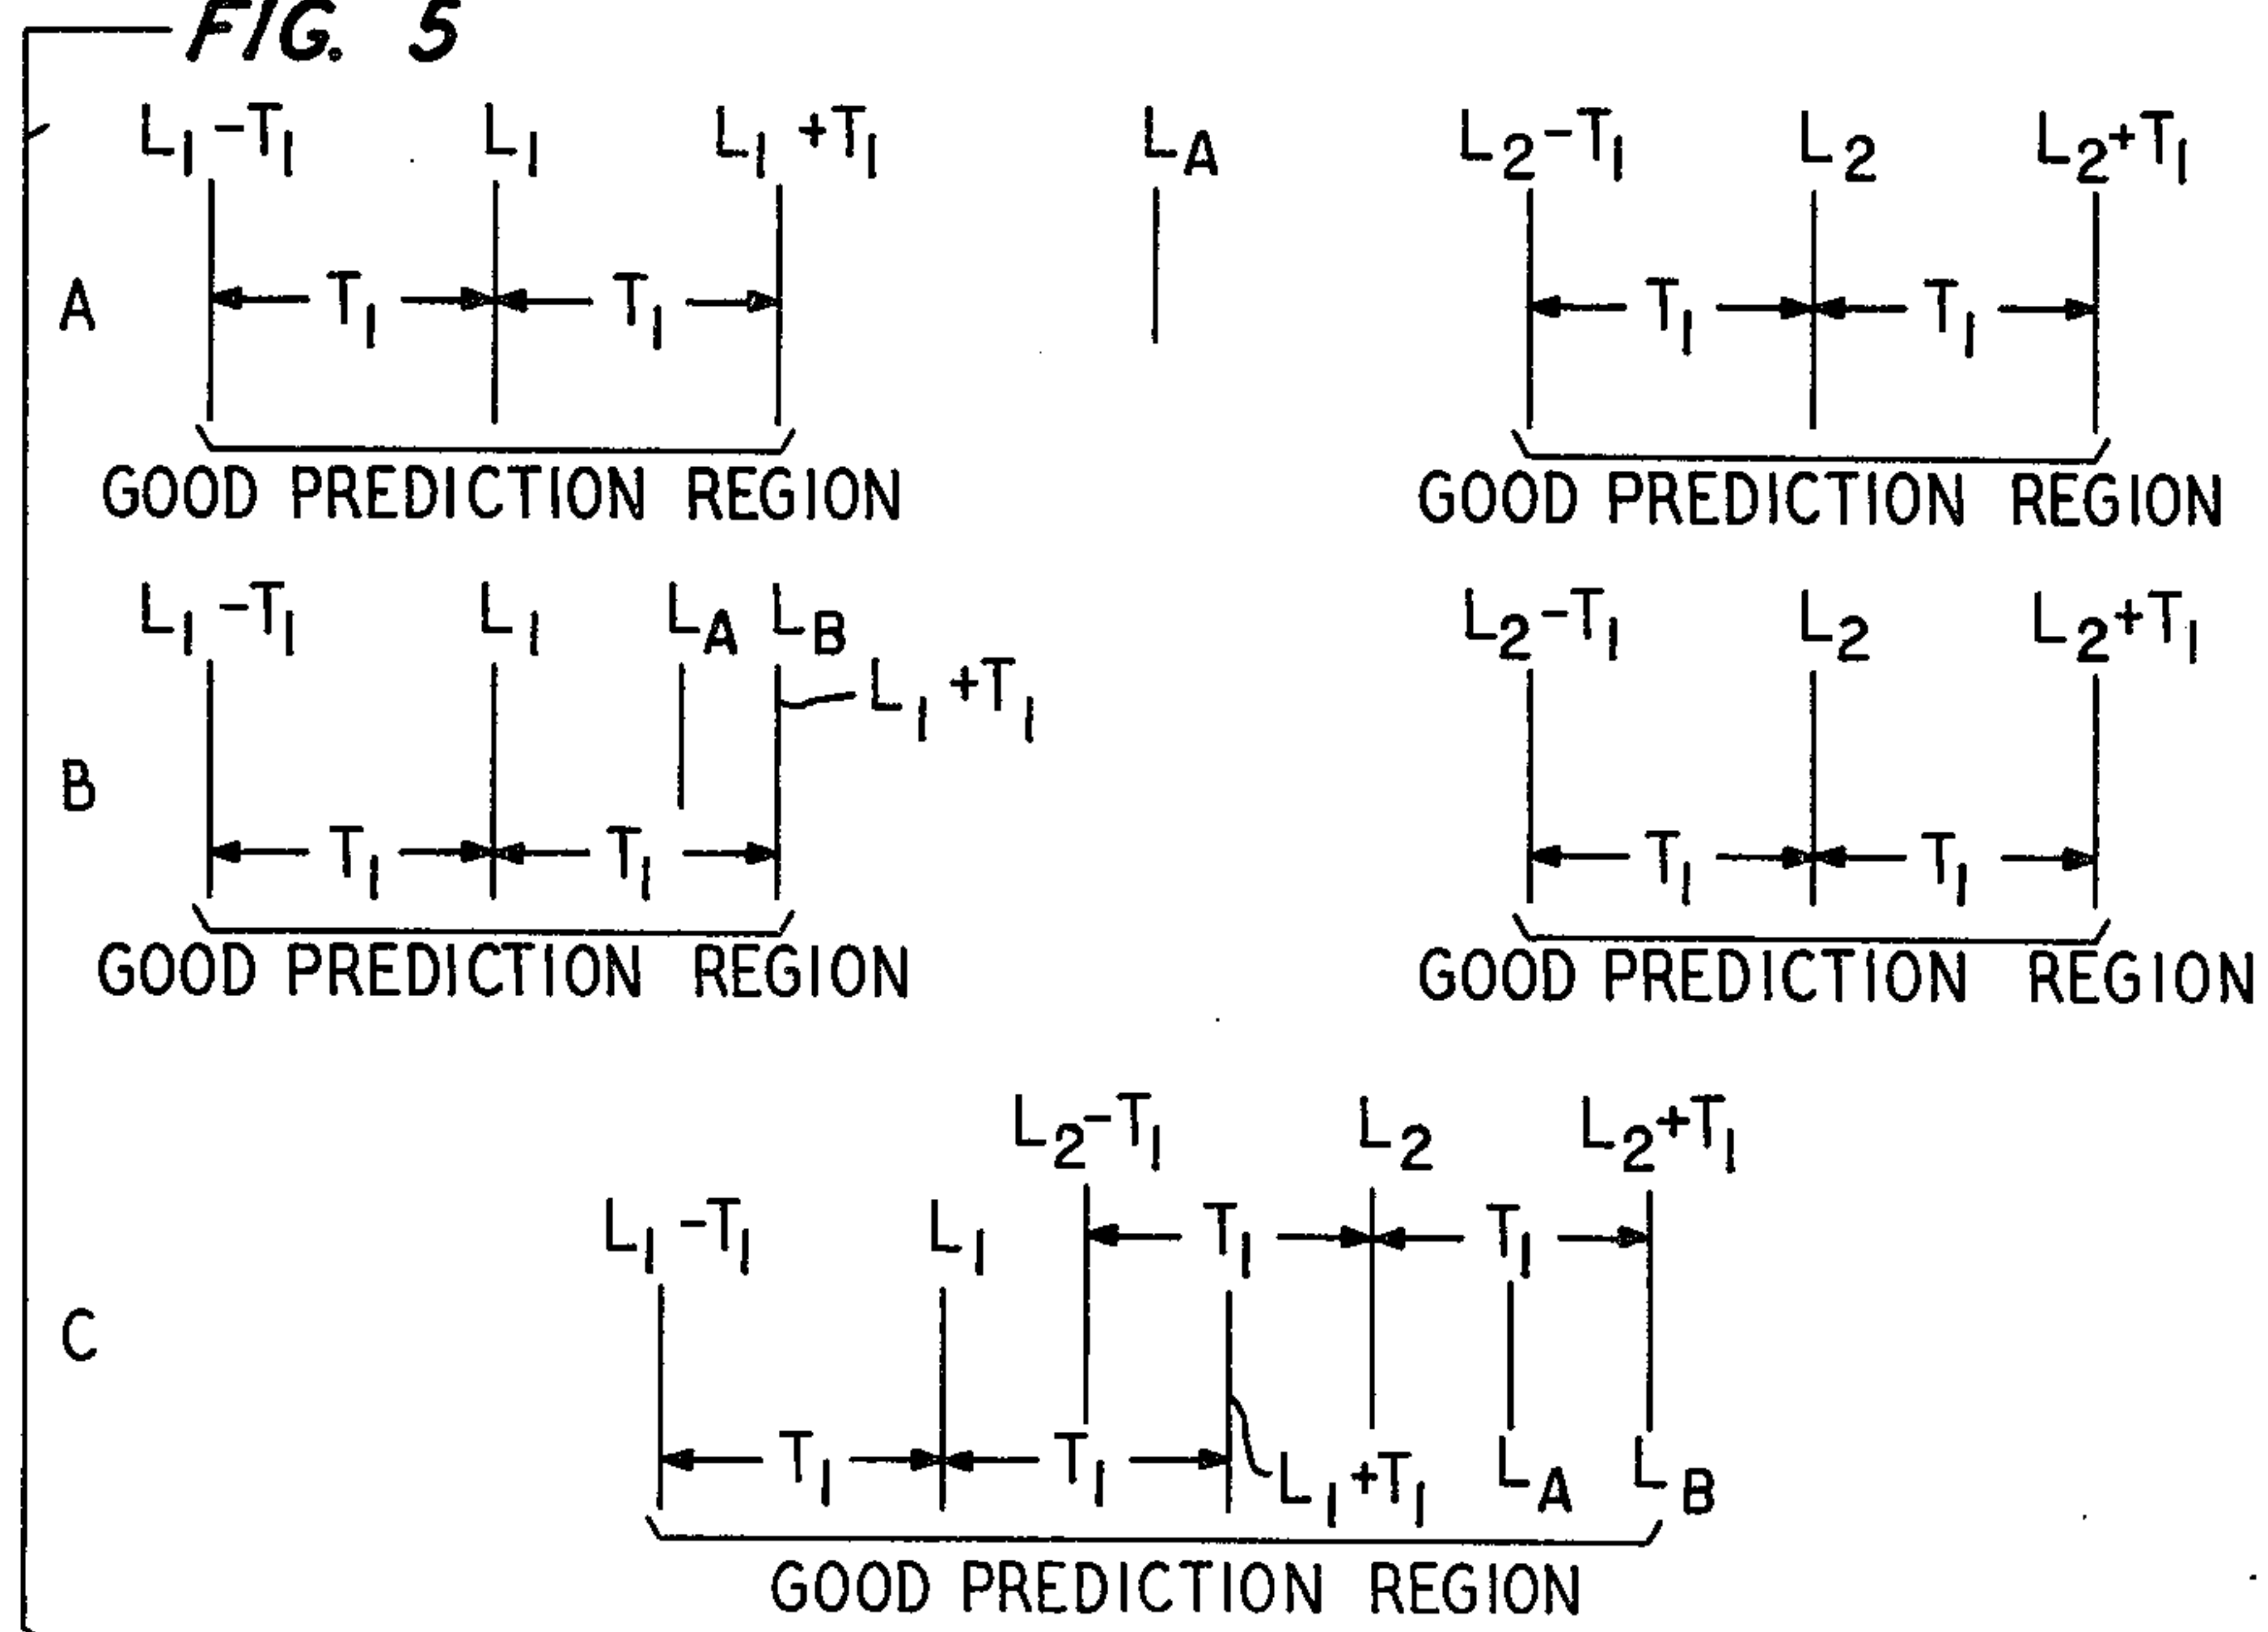 FIG. 5
L1-T1 L1 L1+T1 LA L2-T1 L2 L2+T1
A T1 T1 T1 T1
GOOD PREDICTION REGION GOOD PREDICTION REGION
L1-T1 L1 LA LB L2-T1 L2 L2+T1
L1+T1
B
T1 T1 T1 T1
GOOD PREDICTION REGION GOOD PREDICTION REGION
L2-T1 L2 L2+T1
L1-T1 L1 T1 T1
C
T1 T1 L1+T1 LA LB
GOOD PREDICTION REGION